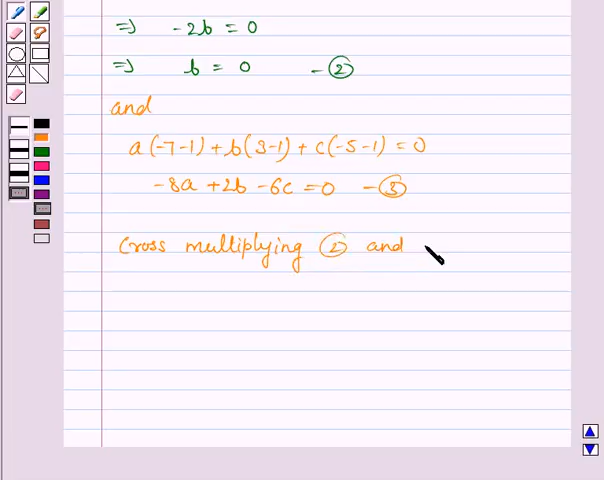 ⇒ -2b = 0
⇒ b = 0 - ②
and
a(-7-1) + b(3-1) + c(-5-1) = 0
-8a + 2b - 6c = 0 - ③
Cross multiplying ② and